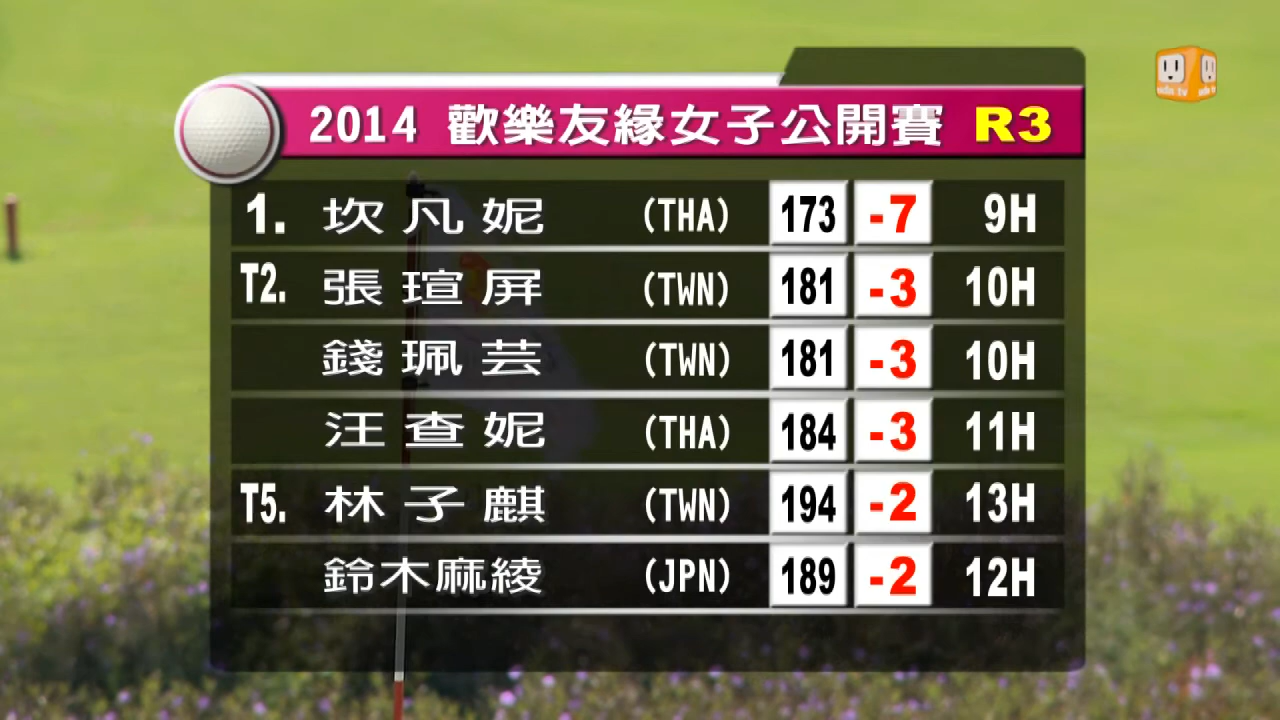 2014 歡樂友緣女子公開賽 R3
1. 坎凡妮 (THA) 173 -7 9H
T2. 張瑄屏 (TWN) 181 -3 10H
錢珮芸 (TWN) 181 -3 10H
汪查妮 (THA) 184 -3 11H
T5. 林子麒 (TWN) 194 -2 13H
鈴木麻綾 (JPN) 189 -2 12H
udn tv